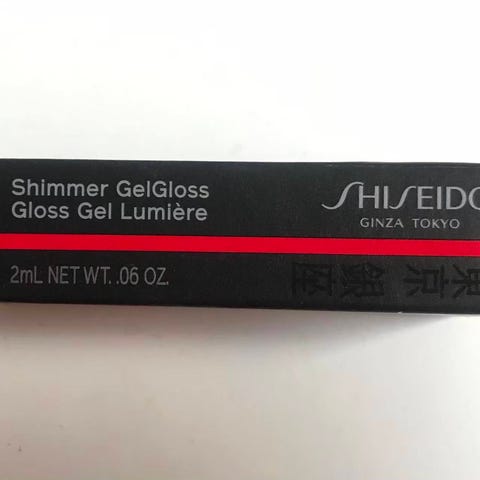 Shimmer GelGloss
Gloss Gel Lumière
SHISEIDO
GINZA TOKYO
2mL NET WT. .06 OZ.
東京銀座